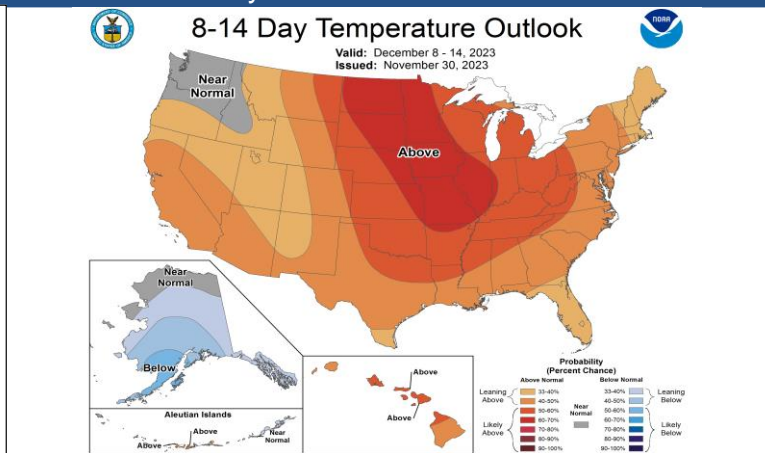 8-14 Day Temperature Outlook
NOAA
Valid: December 8 - 14, 2023
Issued: November 30, 2023
Near
Normal
Above
Near
Normal
Below
Aleutian Islands
Above
Above
Near
Normal
Above
Above
Probability
(Percent Chance)
Above Normal
Below Normal
Leaning
Above
33-40%
40-50%
Likely
Above
50-60%
60-70%
70-80%
80-90%
90-100%
Near
Normal
33-40%
40-50%
Leaning
Below
50-60%
60-70%
70-80%
80-90%
90-100%
Likely
Below